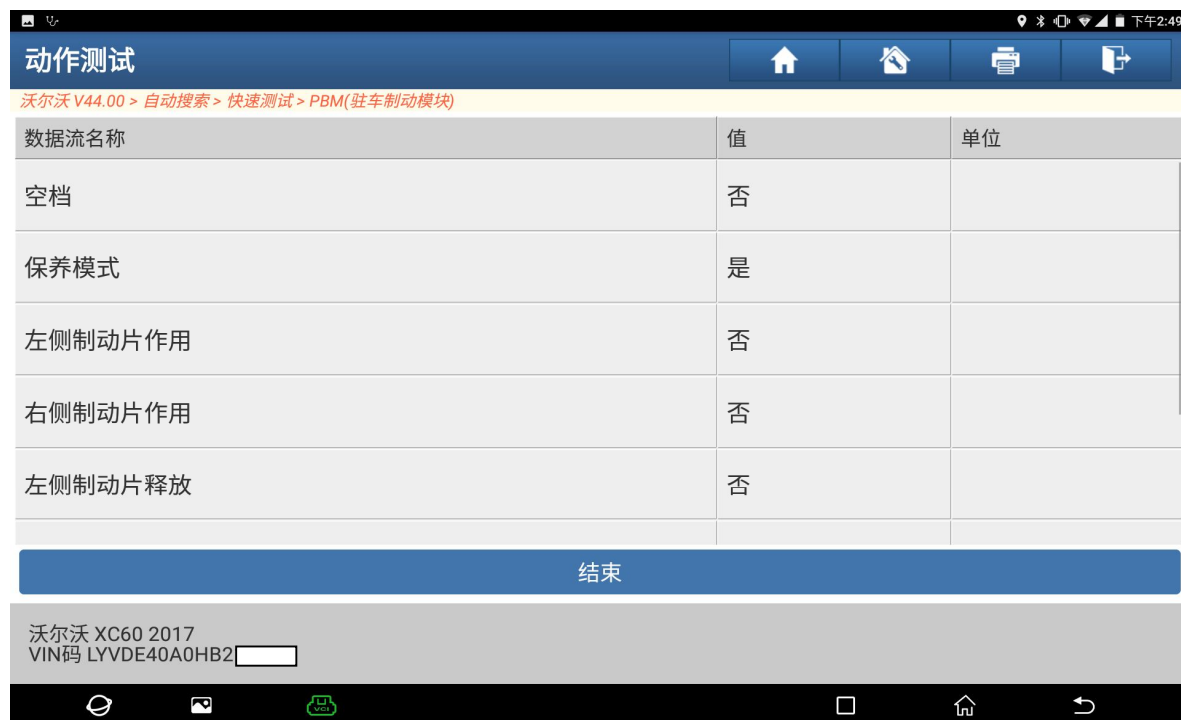 下午2:49
动作测试
沃尔沃 V44.00 > 自动搜索 > 快速测试 > PBM(驻车制动模块)
数据流名称 值 单位
空档 否
保养模式 是
左侧制动片作用 否
右侧制动片作用 否
左侧制动片释放 否
结束
沃尔沃 XC60 2017
VIN码 LYVDE40A0HB2
VCI